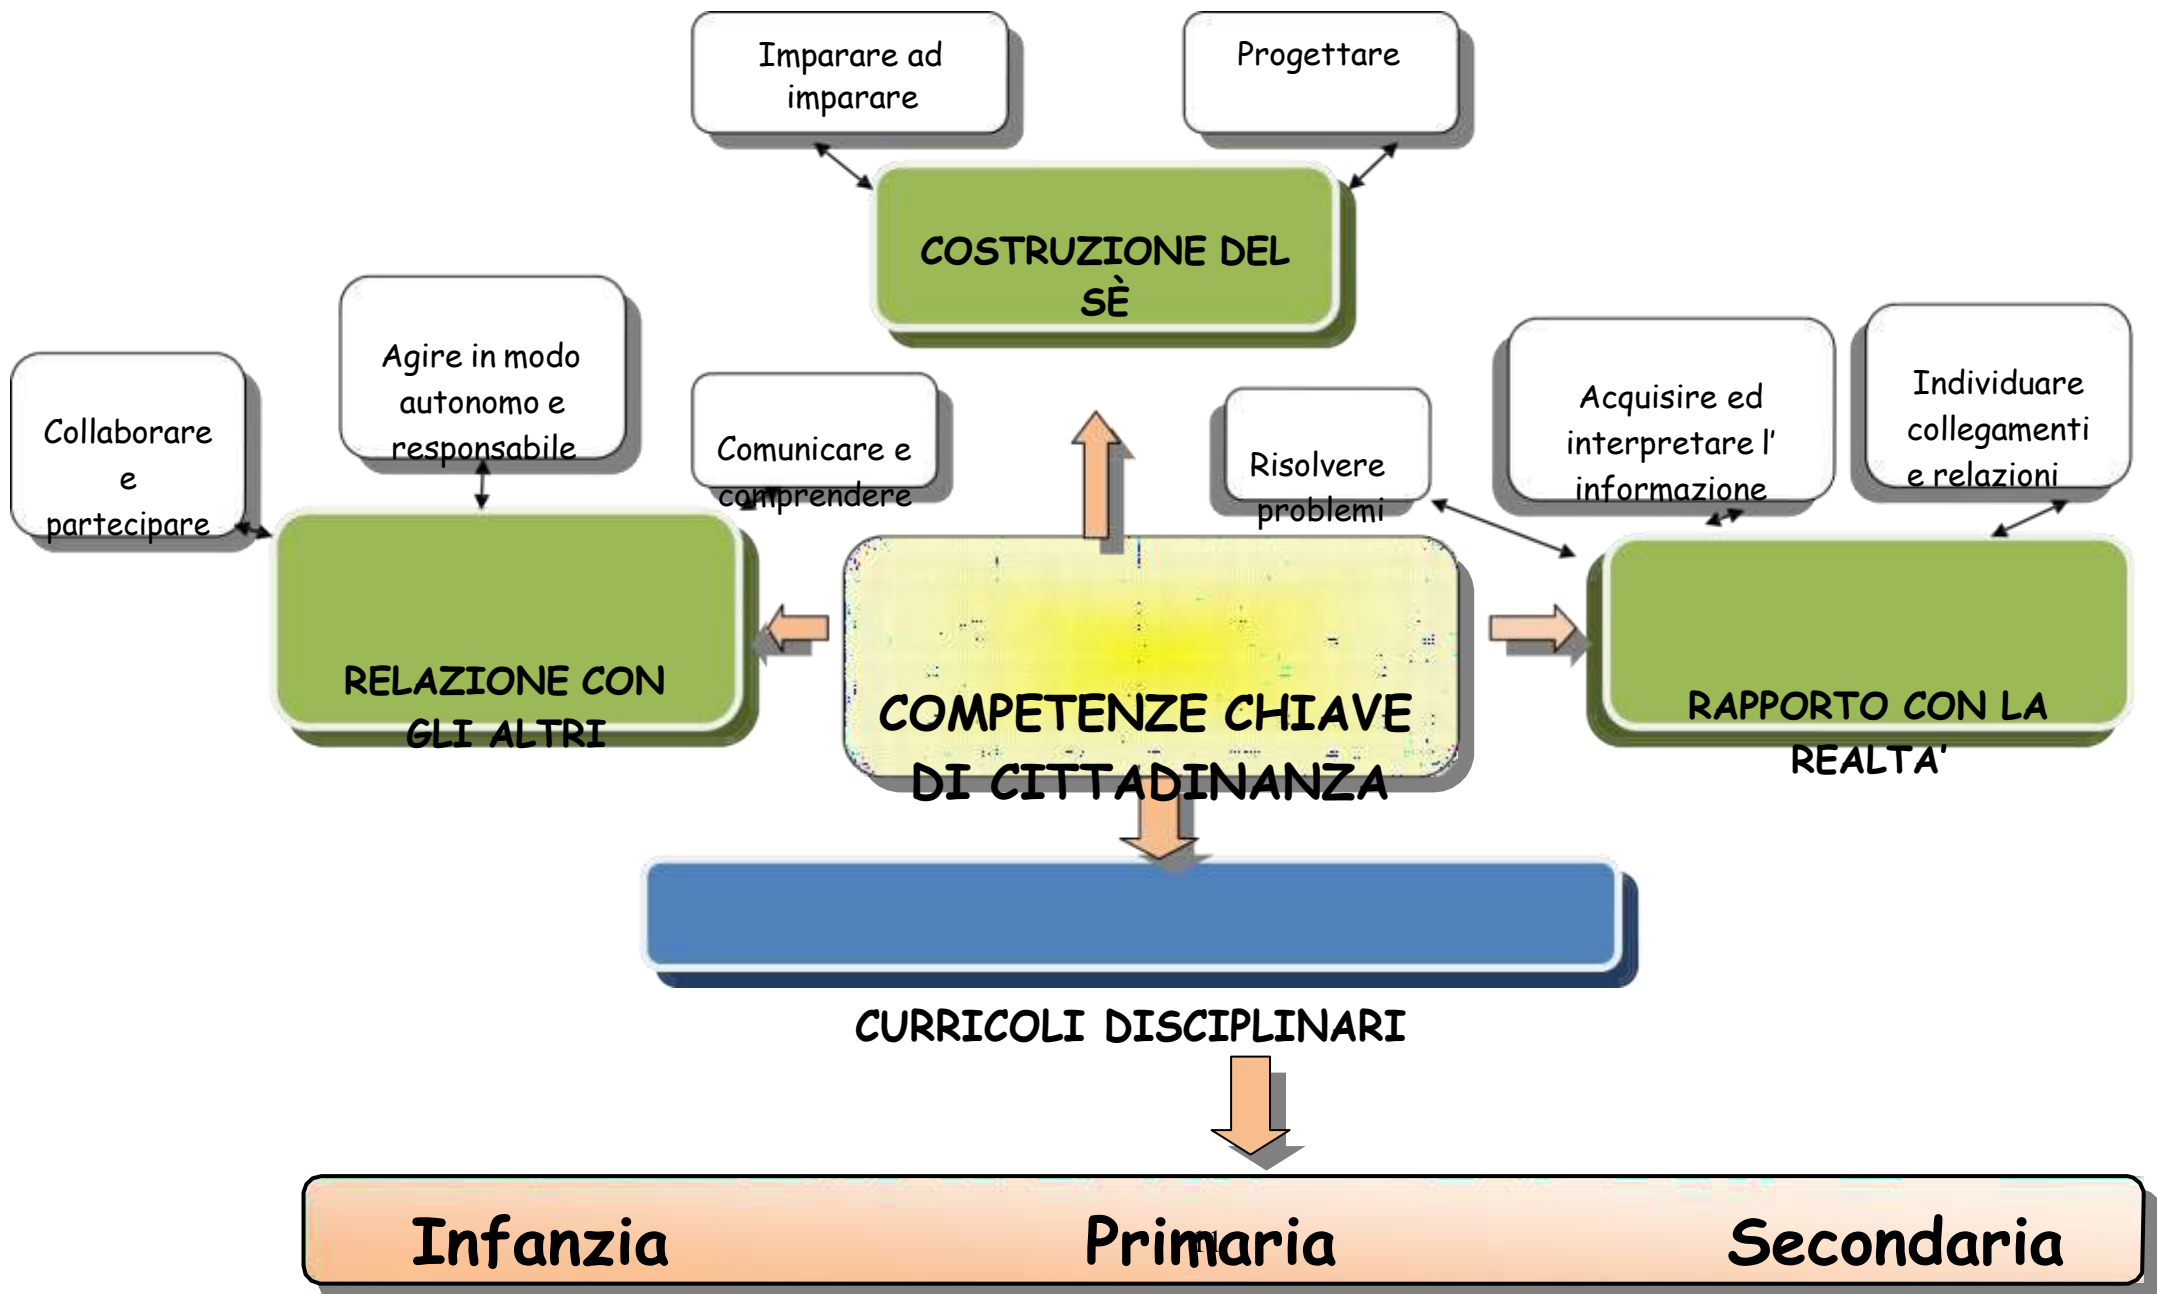 Imparare ad
imparare
Progettare
COSTRUZIONE DEL
SÈ
Collaborare
e
partecipare
Agire in modo
autonomo e
responsabile
Comunicare e
comprendere
Risolvere
problemi
Acquisire ed
interpretare l'
informazione
Individuare
collegamenti
e relazioni
RELAZIONE CON
GLI ALTRI
COMPETENZE CHIAVE
DI CITTADINANZA
RAPPORTO CON LA
REALTA'
CURRICOLI DISCIPLINARI
Infanzia Primaria Secondaria